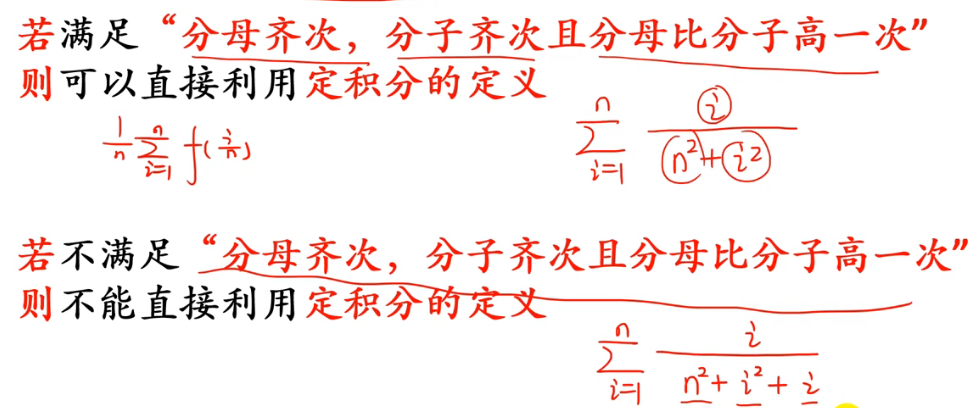 若满足“分母齐次，分子齐次且分母比分子高一次”
则可以直接利用定积分的定义
1/n ∑_{i=1}^{n} f(i/n)
∑_{i=1}^{n} i/(n²+i²)
若不满足“分母齐次，分子齐次且分母比分子高一次”
则不能直接利用定积分的定义
∑_{i=1}^{n} i/(n²+i²+i)